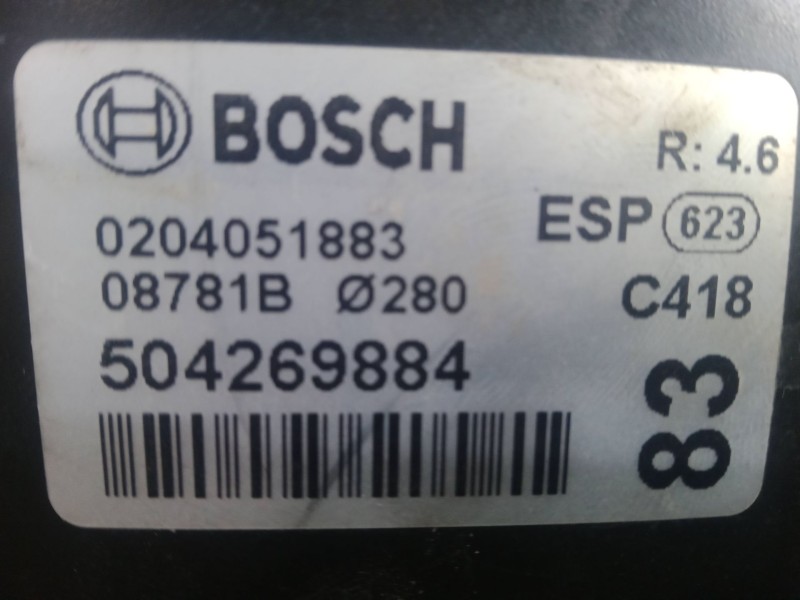 BOSCH
R: 4.6
0204051883
ESP 623
08781B Ø280
C418
504269884
83